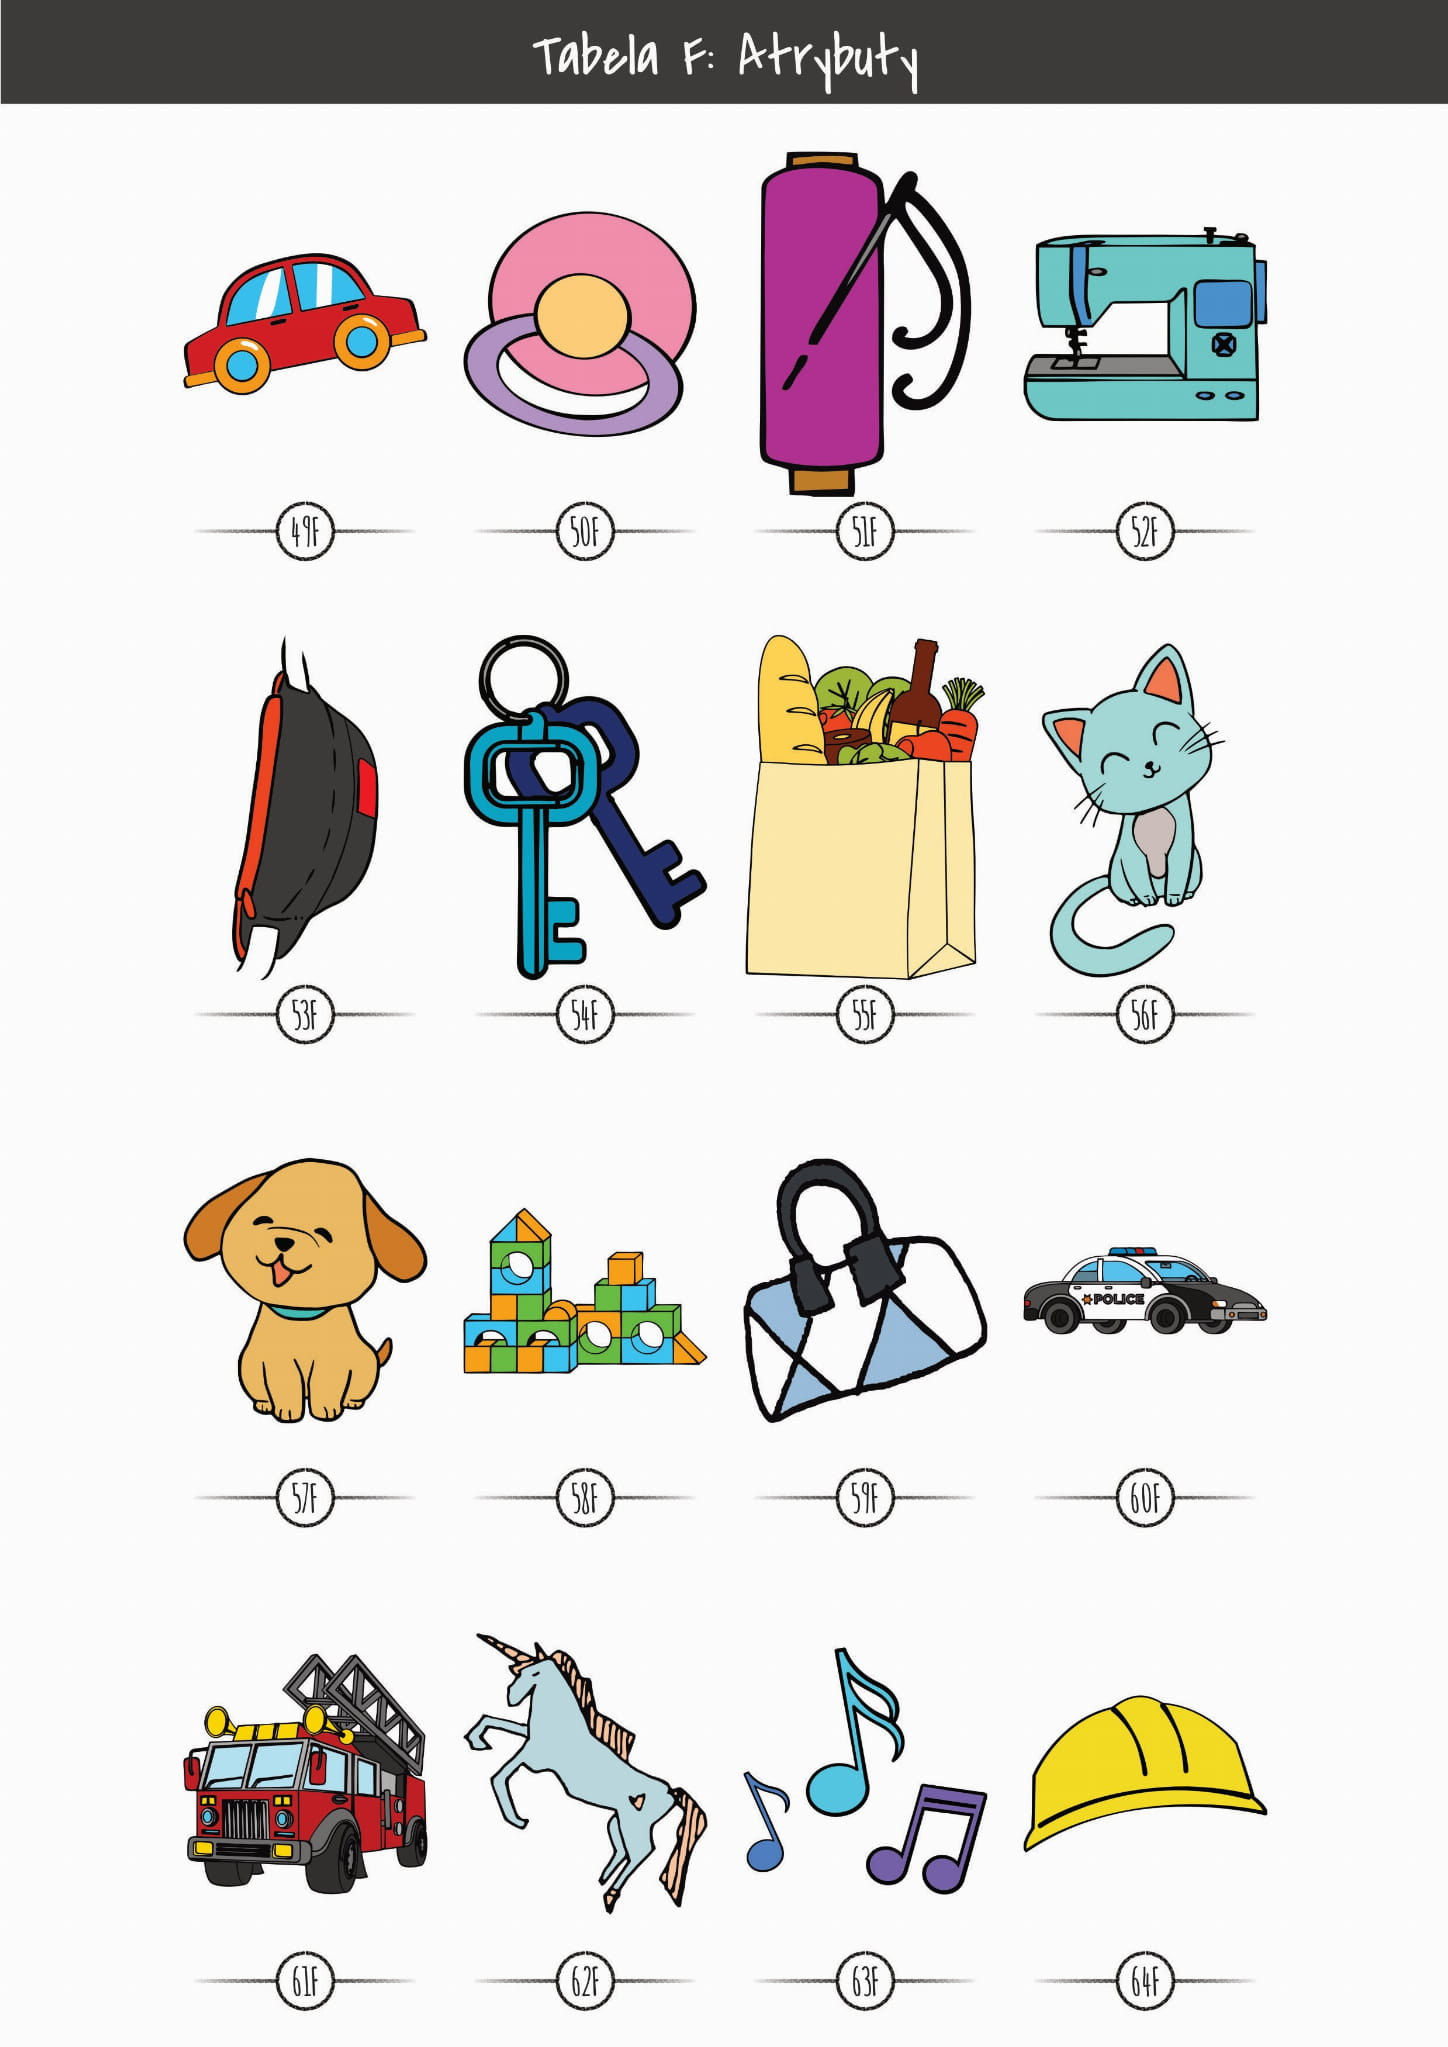 Tabela F: Atrybuty
49F 50F 51F 52F
53F 54F 55F 56F
POLICE
57F 58F 59F 60F
61F 62F 63F 64F